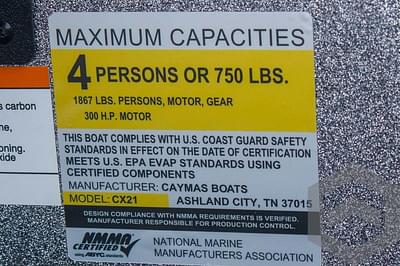 MAXIMUM CAPACITIES
4 PERSONS OR 750 LBS.
1867 LBS. PERSONS, MOTOR, GEAR
300 H.P. MOTOR
THIS BOAT COMPLIES WITH U.S. COAST GUARD SAFETY
STANDARDS IN EFFECT ON THE DATE OF CERTIFICATION
MEETS U.S. EPA EVAP STANDARDS USING
CERTIFIED COMPONENTS
MANUFACTURER: CAYMAS BOATS
MODEL: CX21 ASHLAND CITY, TN 37015
DESIGN COMPLIANCE WITH NMMA REQUIREMENTS IS VERIFIED.
MANUFACTURER RESPONSIBLE FOR PRODUCTION CONTROL.
NMMA
CERTIFIED
using ABYC standards
NATIONAL MARINE
MANUFACTURERS ASSOCIATION
s carbon
ne,
oning.
xide